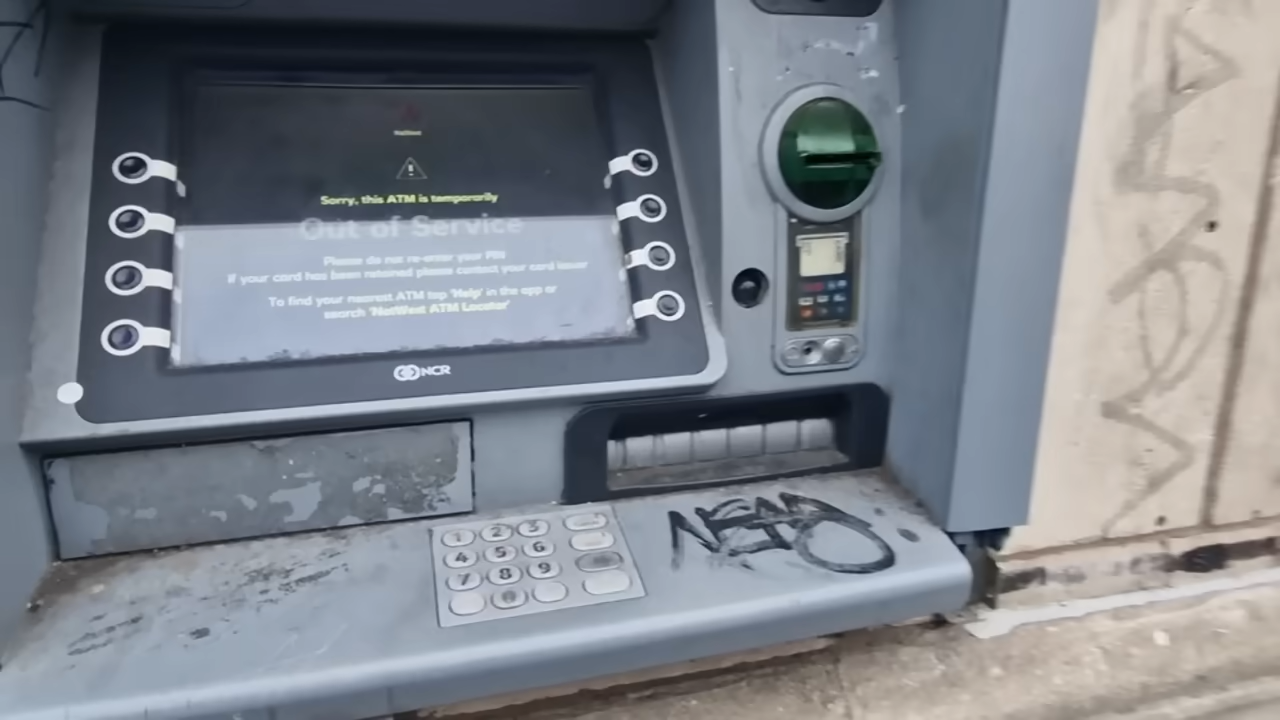 NatWest
Sorry, this ATM is temporarily
Out of Service
Please do not re-enter your PIN
If your card has been retained please contact your card issuer
To find your nearest ATM tap 'Help' in the app or
search 'NatWest ATM Locator'
NCR
1 2 3
4 5 6
7 8 9
0